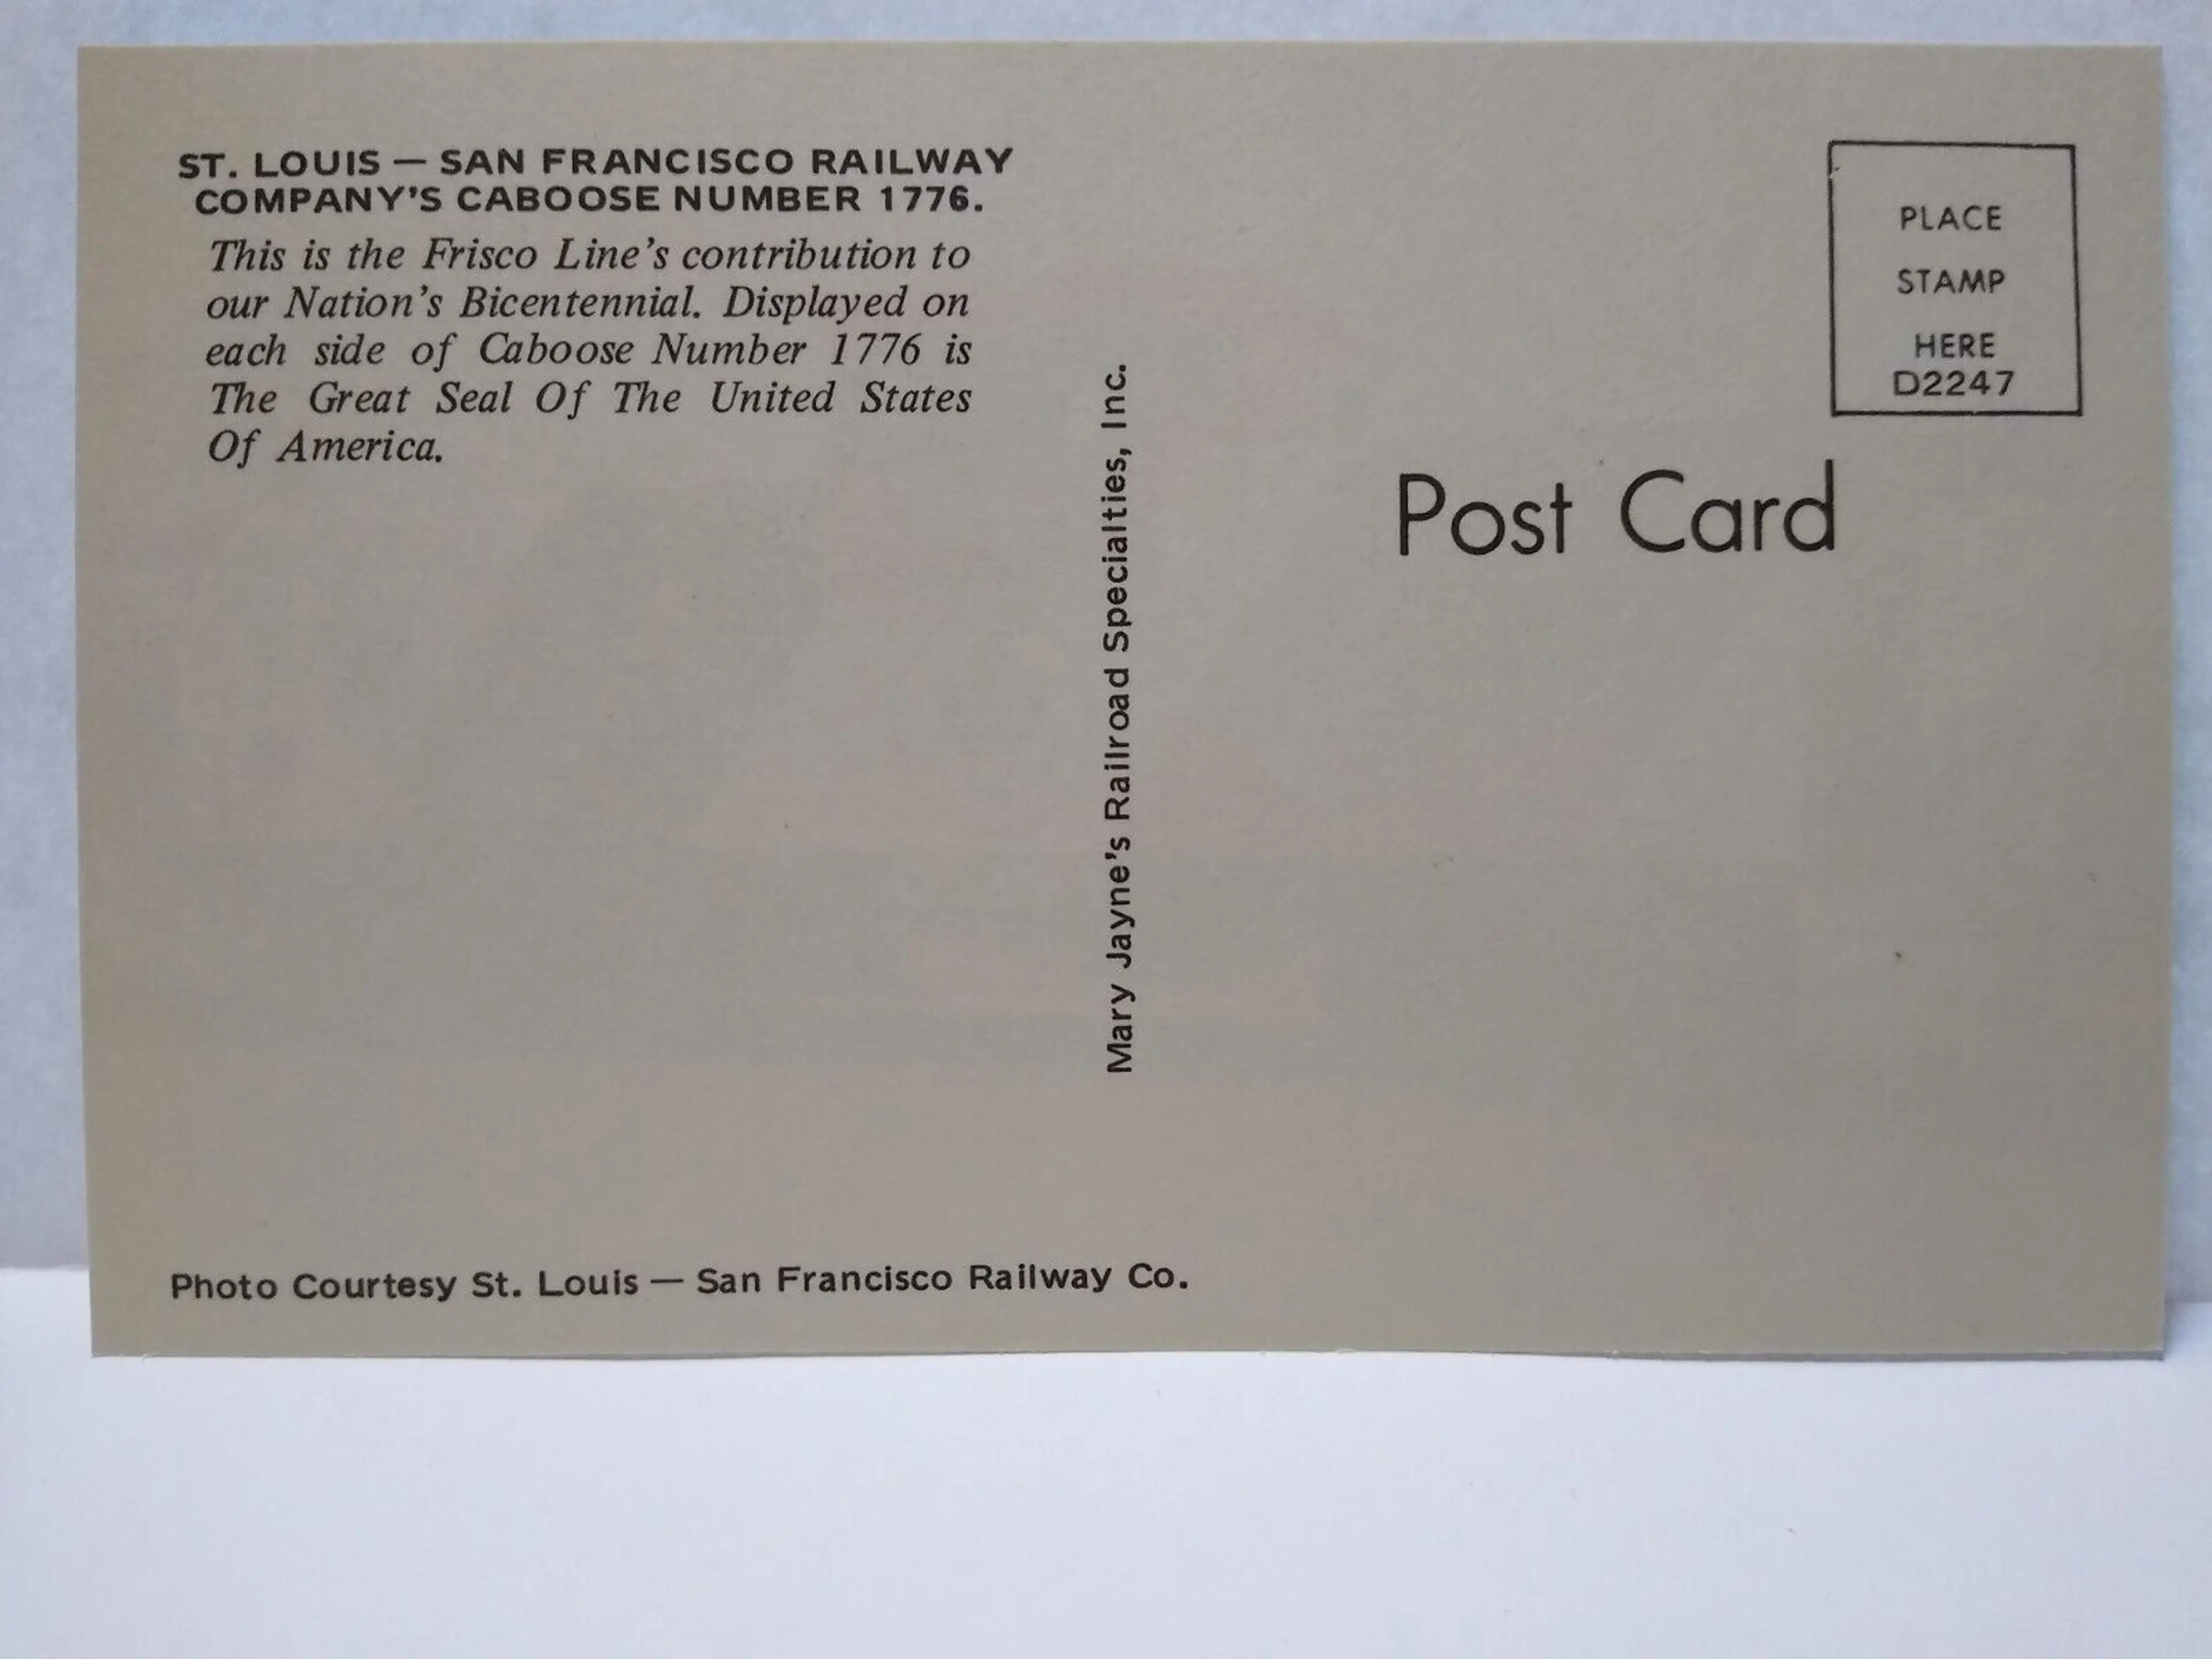 ST. LOUIS — SAN FRANCISCO RAILWAY
COMPANY'S CABOOSE NUMBER 1776.
This is the Frisco Line's contribution to
our Nation's Bicentennial. Displayed on
each side of Caboose Number 1776 is
The Great Seal Of The United States
Of America.
Mary Jayne's Railroad Specialties, Inc.
PLACE
STAMP
HERE
D2247
Post Card
Photo Courtesy St. Louis — San Francisco Railway Co.